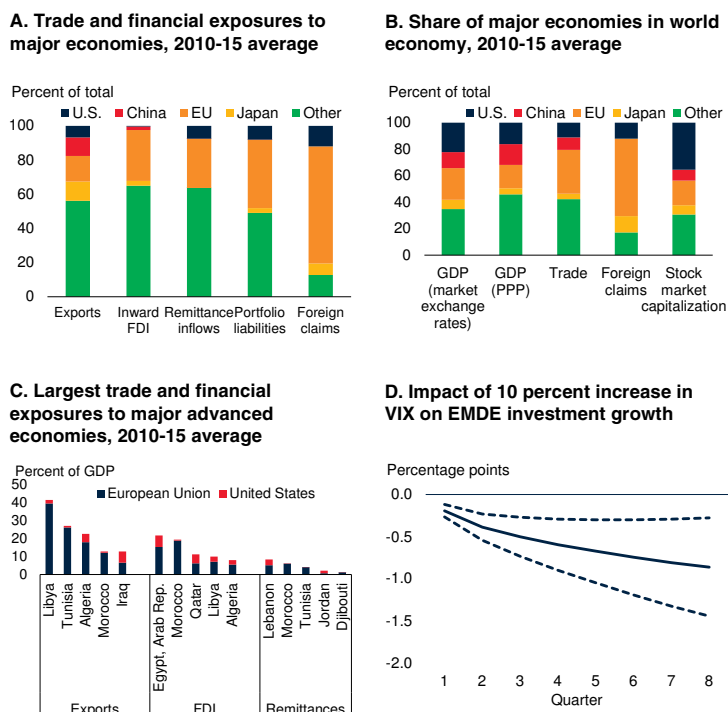 A. Trade and financial exposures to
major economies, 2010-15 average
Percent of total
U.S. China EU Japan Other
100
80
60
40
20
0
Exports Inward FDI Remittance inflows Portfolio liabilities Foreign claims
B. Share of major economies in world
economy, 2010-15 average
Percent of total
U.S. China EU Japan Other
100
80
60
40
20
0
GDP (market exchange rates) GDP (PPP) Trade Foreign claims Stock market capitalization
C. Largest trade and financial
exposures to major advanced
economies, 2010-15 average
Percent of GDP
European Union United States
50
40
30
20
10
0
Libya
Tunisia
Algeria
Morocco
Iraq
Egypt, Arab Rep.
Morocco
Qatar
Libya
Algeria
Lebanon
Morocco
Tunisia
Jordan
Djibouti
Exports FDI Remittances
D. Impact of 10 percent increase in
VIX on EMDE investment growth
Percentage points
0.0
-0.5
-1.0
-1.5
-2.0
1 2 3 4 5 6 7 8
Quarter